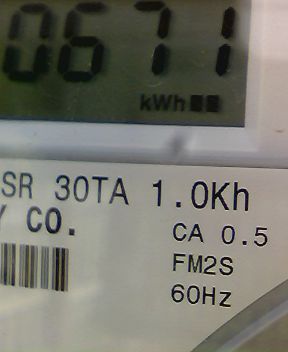 0671
kWh
SR 30TA 1.0Kh
Y CO.
CA 0.5
FM2S
60Hz